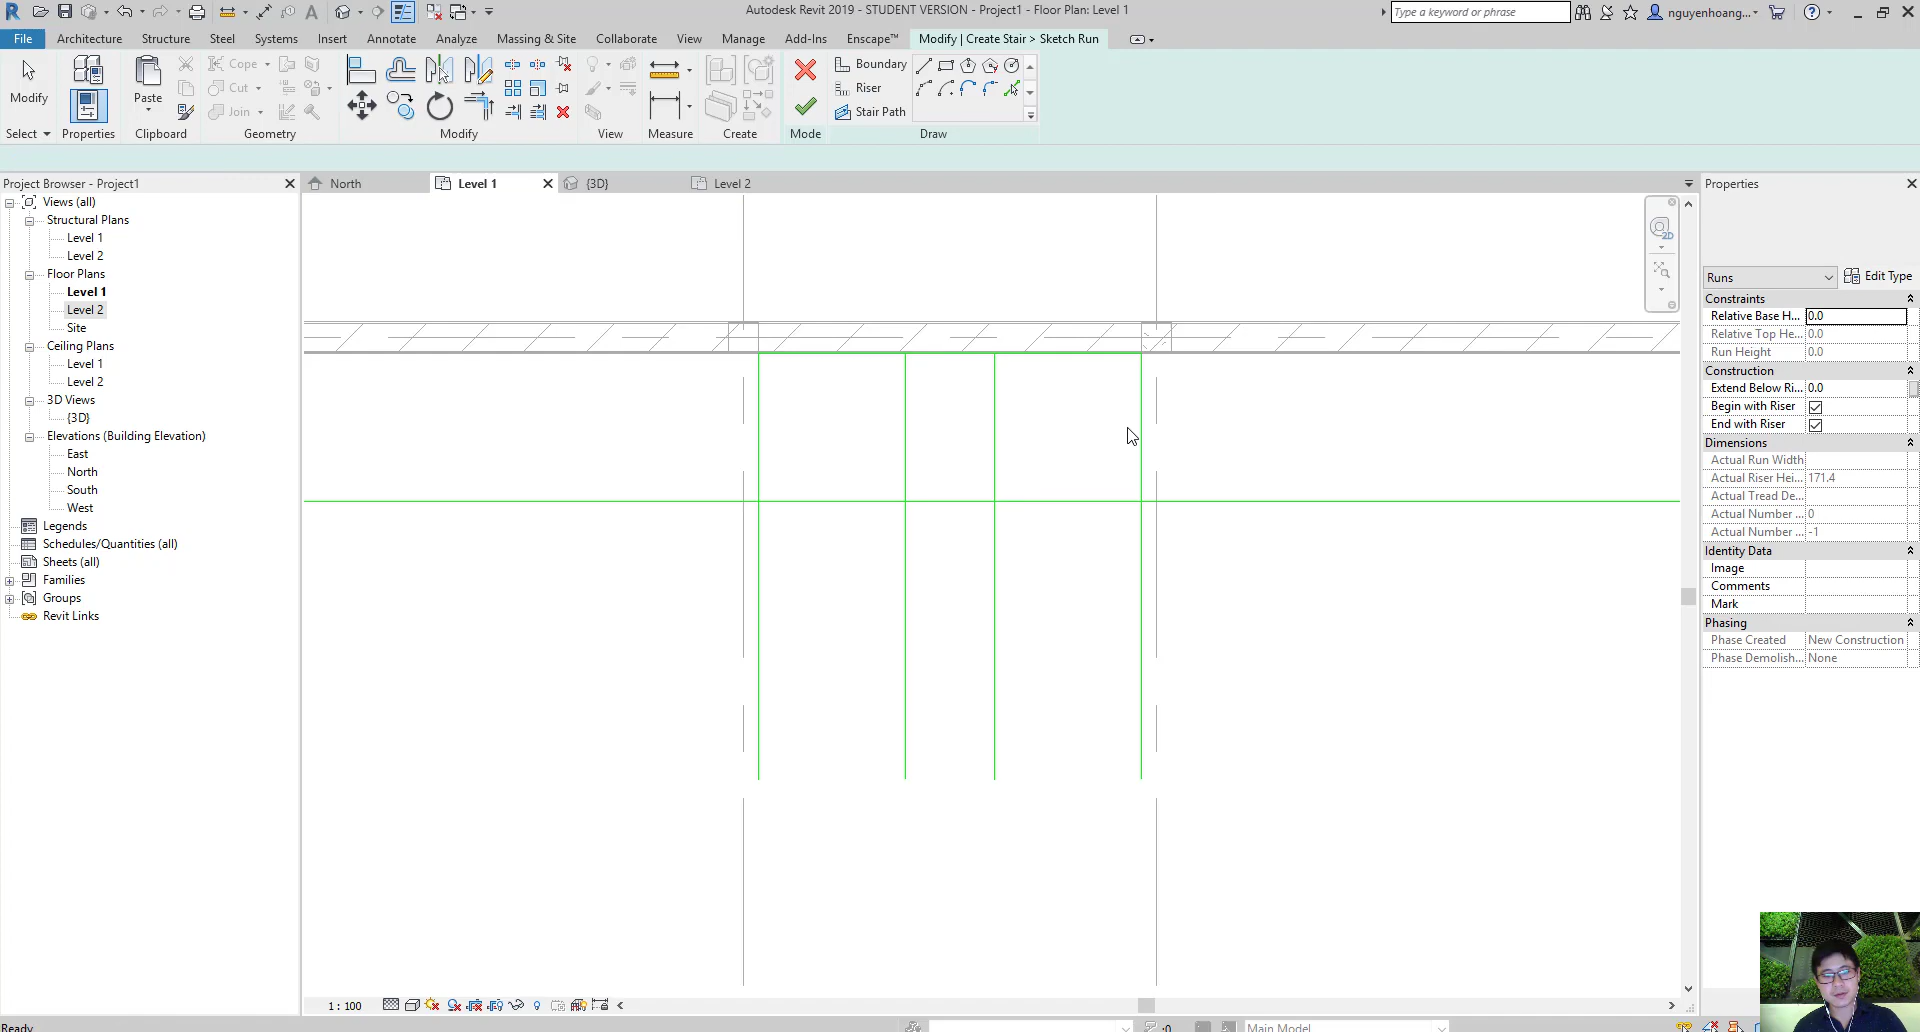 Autodesk Revit 2019 - STUDENT VERSION - Project1 - Floor Plan: Level 1
Type a keyword or phrase
nguyenhoang...
File Architecture Structure Steel Systems Insert Annotate Analyze Massing & Site Collaborate View Manage Add-Ins Enscape™ Modify | Create Stair > Sketch Run
Modify
Paste
Cope
Cut
Join
Boundary
Riser
Stair Path
Select Properties Clipboard Geometry Modify View Measure Create Mode Draw
Project Browser - Project1
Views (all)
Structural Plans
Level 1
Level 2
Floor Plans
Level 1
Level 2
Site
Ceiling Plans
Level 1
Level 2
3D Views
{3D}
Elevations (Building Elevation)
East
North
South
West
Legends
Schedules/Quantities (all)
Sheets (all)
Families
Groups
Revit Links
North
Level 1
{3D}
Level 2
2D
Properties
Runs
Edit Type
Constraints
Relative Base H... 0.0
Relative Top He... 0.0
Run Height 0.0
Construction
Extend Below Ri... 0.0
Begin with Riser
End with Riser
Dimensions
Actual Run Width
Actual Riser Hei... 171.4
Actual Tread De...
Actual Number ... 0
Actual Number ... -1
Identity Data
Image
Comments
Mark
Phasing
Phase Created New Construction
Phase Demolish... None
1 : 100
Ready
:0
Main Model